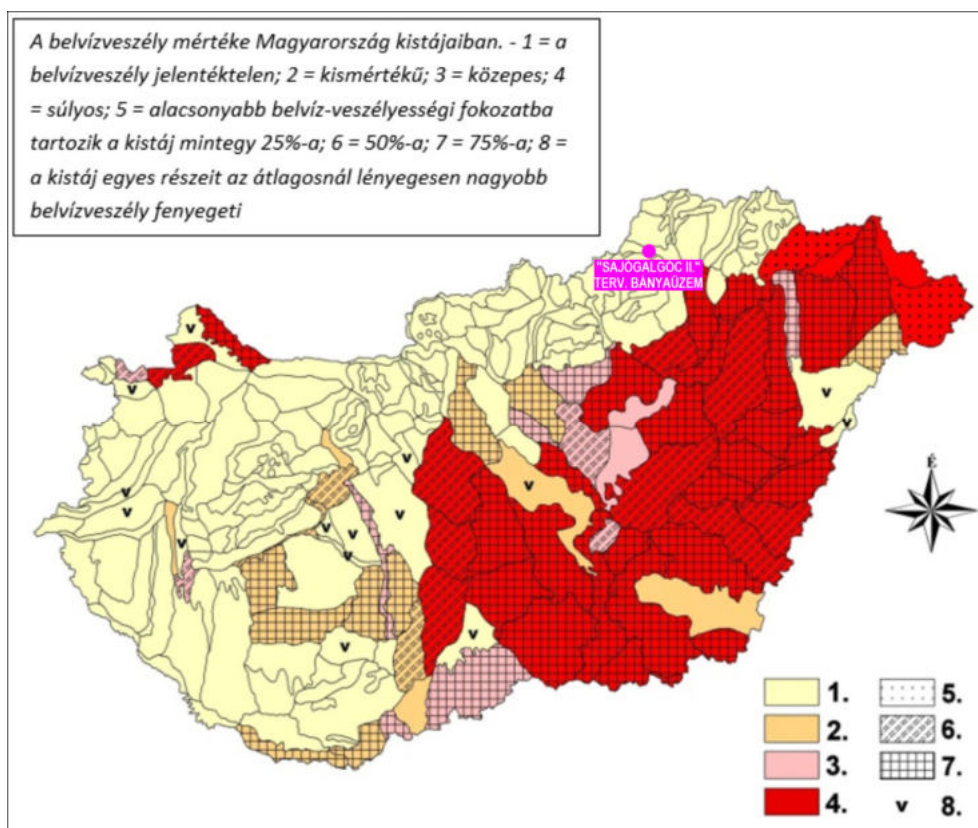 A belvízveszély mértéke Magyarország kistájaiban. - 1 = a
belvízveszély jelentéktelen; 2 = kismértékű; 3 = közepes; 4
= súlyos; 5 = alacsonyabb belvíz-veszélyességi fokozatba
tartozik a kistáj mintegy 25%-a; 6 = 50%-a; 7 = 75%-a; 8 =
a kistáj egyes részeit az átlagosnál lényegesen nagyobb
belvízveszély fenyegeti
"SAJÓGALGÓC II."
TERV. BÁNYAÜZEM
v
v
v
v
v
v
v
v
v
v
v
v
v
v
É
1. 5.
2. 6.
3. 7.
4. v 8.